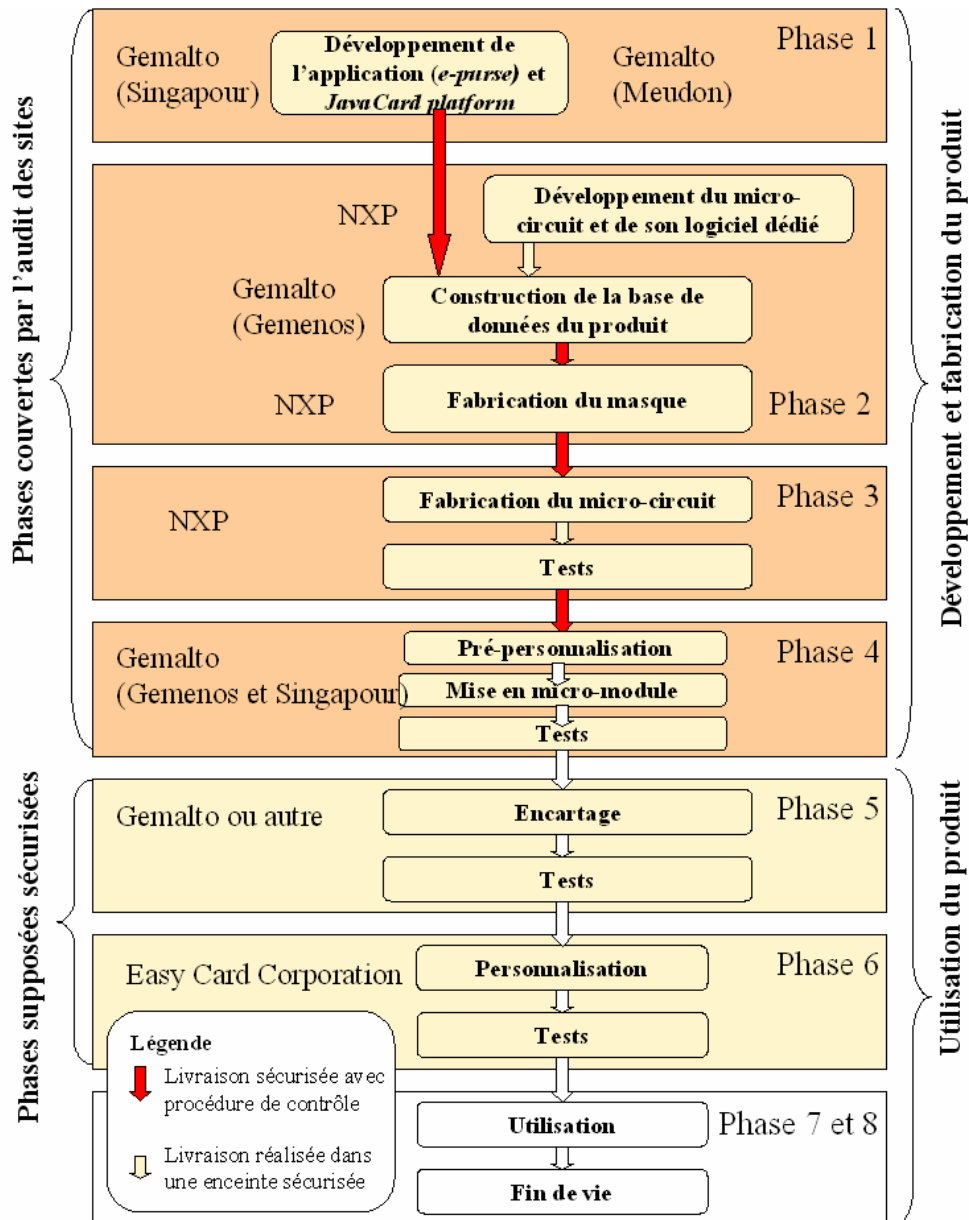 Phase 1
Gemalto
(Singapour)
Développement de
l'application (e-purse) et
JavaCard platform
Gemalto
(Meudon)
NXP
Développement du micro-
circuit et de son logiciel dédié
Gemalto
(Gemenos)
Construction de la base de
données du produit
NXP
Fabrication du masque
Phase 2
Phase 3
NXP
Fabrication du micro-circuit
Tests
Phase 4
Gemalto
(Gemenos et Singapour)
Pré-personnalisation
Mise en micro-module
Tests
Phase 5
Gemalto ou autre
Encartage
Tests
Phase 6
Easy Card Corporation
Personnalisation
Tests
Phase 7 et 8
Utilisation
Fin de vie
Légende
Livraison sécurisée avec
procédure de contrôle
Livraison réalisée dans
une enceinte sécurisée
Phases couvertes par l'audit des sites
Phases supposées sécurisées
Développement et fabrication du produit
Utilisation du produit